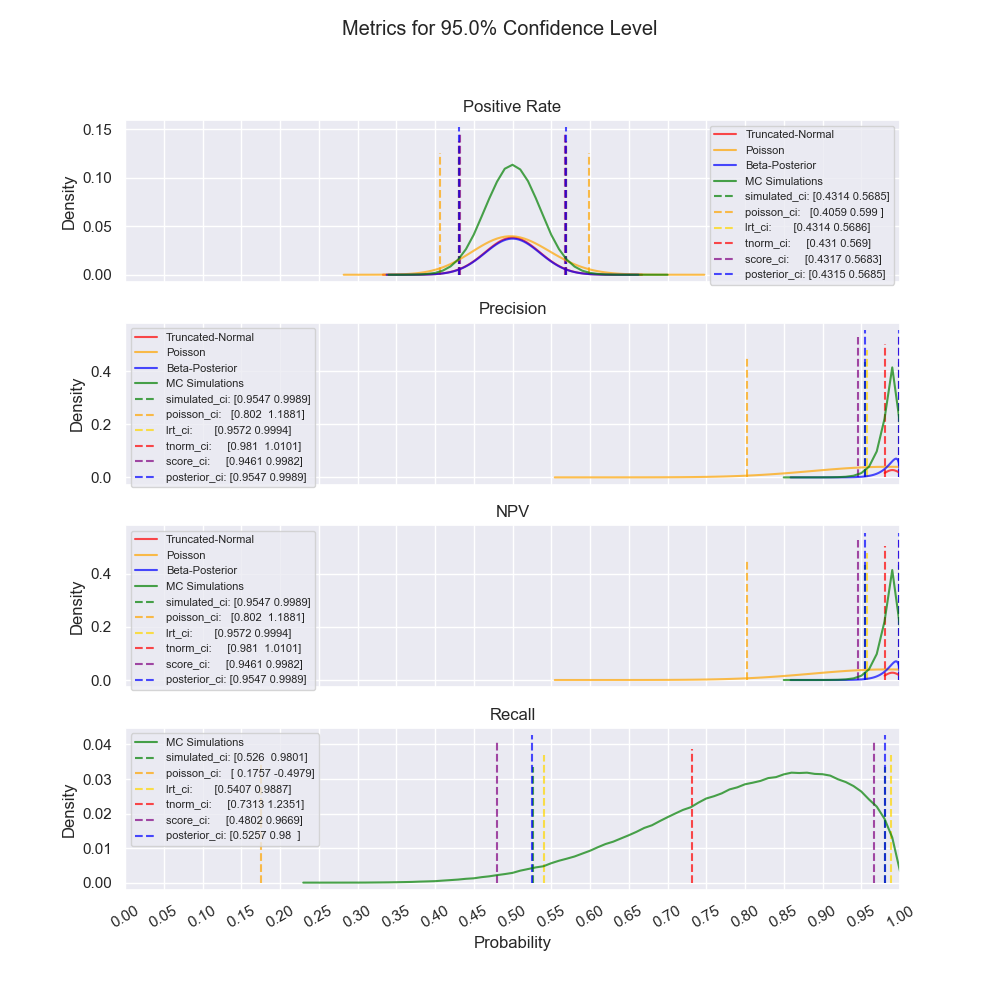 Metrics for 95.0% Confidence Level
Positive Rate
Density
0.15
0.10
0.05
0.00
Truncated-Normal
Poisson
Beta-Posterior
MC Simulations
simulated_ci: [0.4314 0.5685]
poisson_ci: [0.4059 0.599 ]
lrt_ci: [0.4314 0.5686]
tnorm_ci: [0.431 0.569]
score_ci: [0.4317 0.5683]
posterior_ci: [0.4315 0.5685]
Precision
Density
0.4
0.2
0.0
Truncated-Normal
Poisson
Beta-Posterior
MC Simulations
simulated_ci: [0.9547 0.9989]
poisson_ci: [0.802 1.1881]
lrt_ci: [0.9572 0.9994]
tnorm_ci: [0.981 1.0101]
score_ci: [0.9461 0.9982]
posterior_ci: [0.9547 0.9989]
NPV
Density
0.4
0.2
0.0
Truncated-Normal
Poisson
Beta-Posterior
MC Simulations
simulated_ci: [0.9547 0.9989]
poisson_ci: [0.802 1.1881]
lrt_ci: [0.9572 0.9994]
tnorm_ci: [0.981 1.0101]
score_ci: [0.9461 0.9982]
posterior_ci: [0.9547 0.9989]
Recall
Density
0.04
0.03
0.02
0.01
0.00
MC Simulations
simulated_ci: [0.526 0.9801]
poisson_ci: [ 0.1757 -0.4979]
lrt_ci: [0.5407 0.9887]
tnorm_ci: [0.7313 1.2351]
score_ci: [0.4802 0.9669]
posterior_ci: [0.5257 0.98 ]
0.00 0.05 0.10 0.15 0.20 0.25 0.30 0.35 0.40 0.45 0.50 0.55 0.60 0.65 0.70 0.75 0.80 0.85 0.90 0.95 1.00
Probability